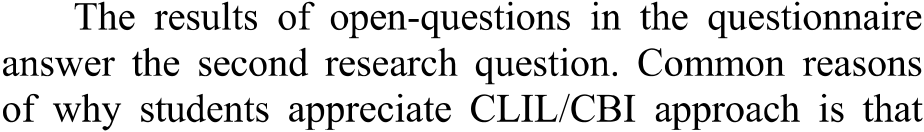 The results of open-questions in the questionnaire
answer the second research question. Common reasons
of why students appreciate CLIL/CBI approach is that